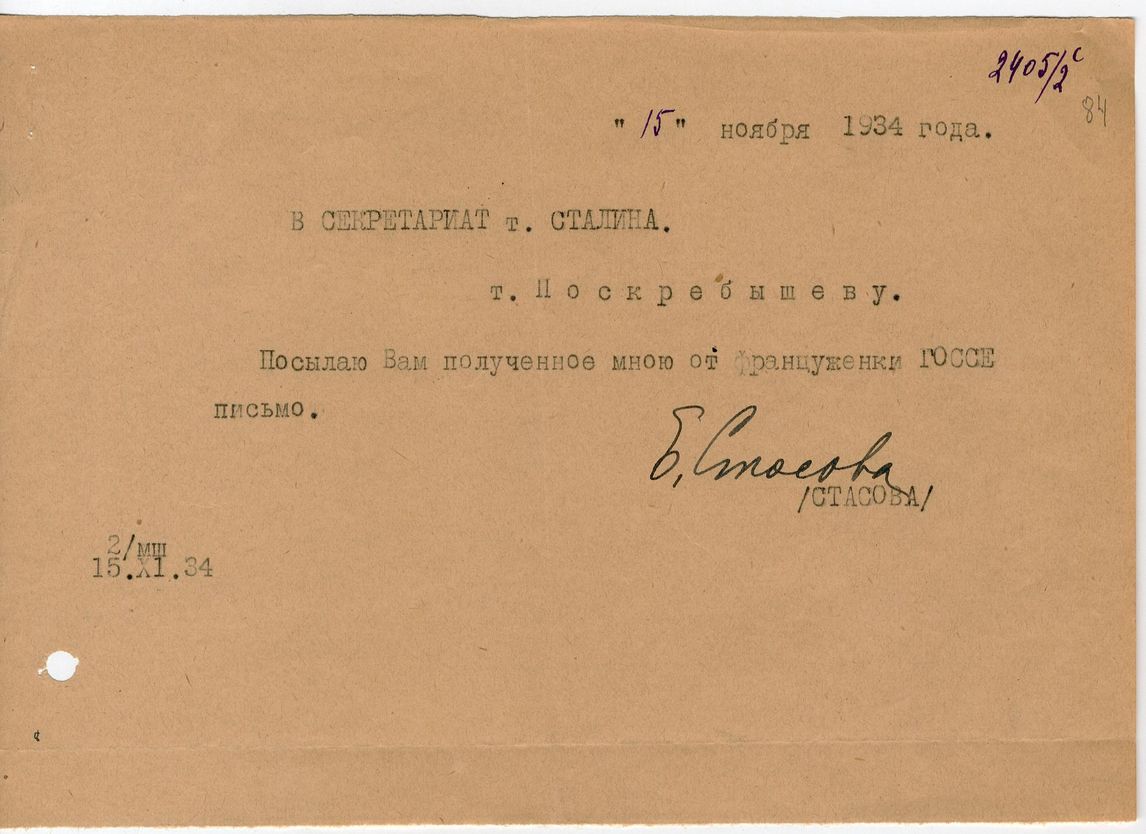 2405/2с
84
" 15 " ноября 1934 года.
В СЕКРЕТАРИАТ т. СТАЛИНА.
т. Поскребышеву.
Посылаю Вам полученное мною от француженки ГОССЕ
письмо.
Е. Стасова
/СТАСОВА/
2/мш
15.XI.34